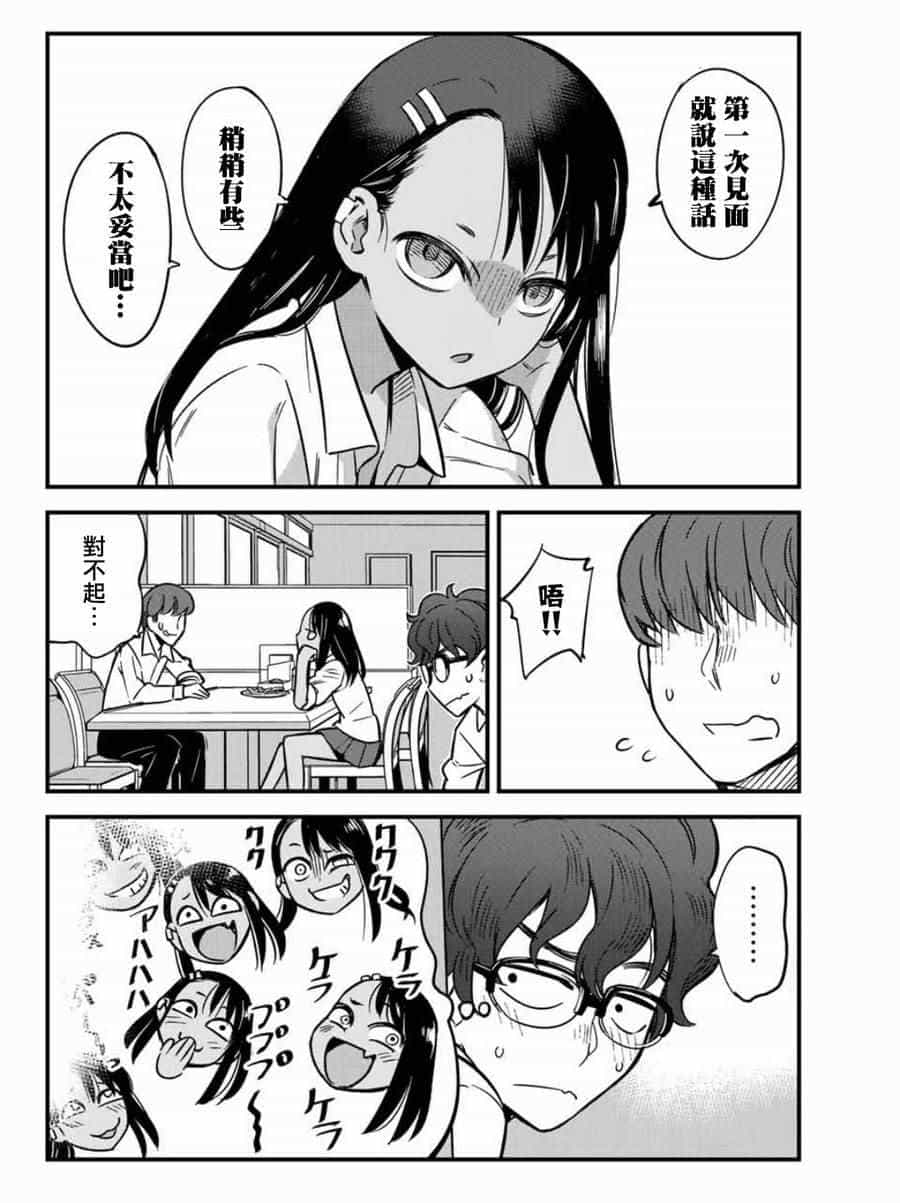 第一次見面
就說這種話
稍稍有些
不太妥當吧…
唔!!
對不起…
………
ククク
クク
アハハハ
ケラ
ケラ
ププププ～
ケラ
ケラ